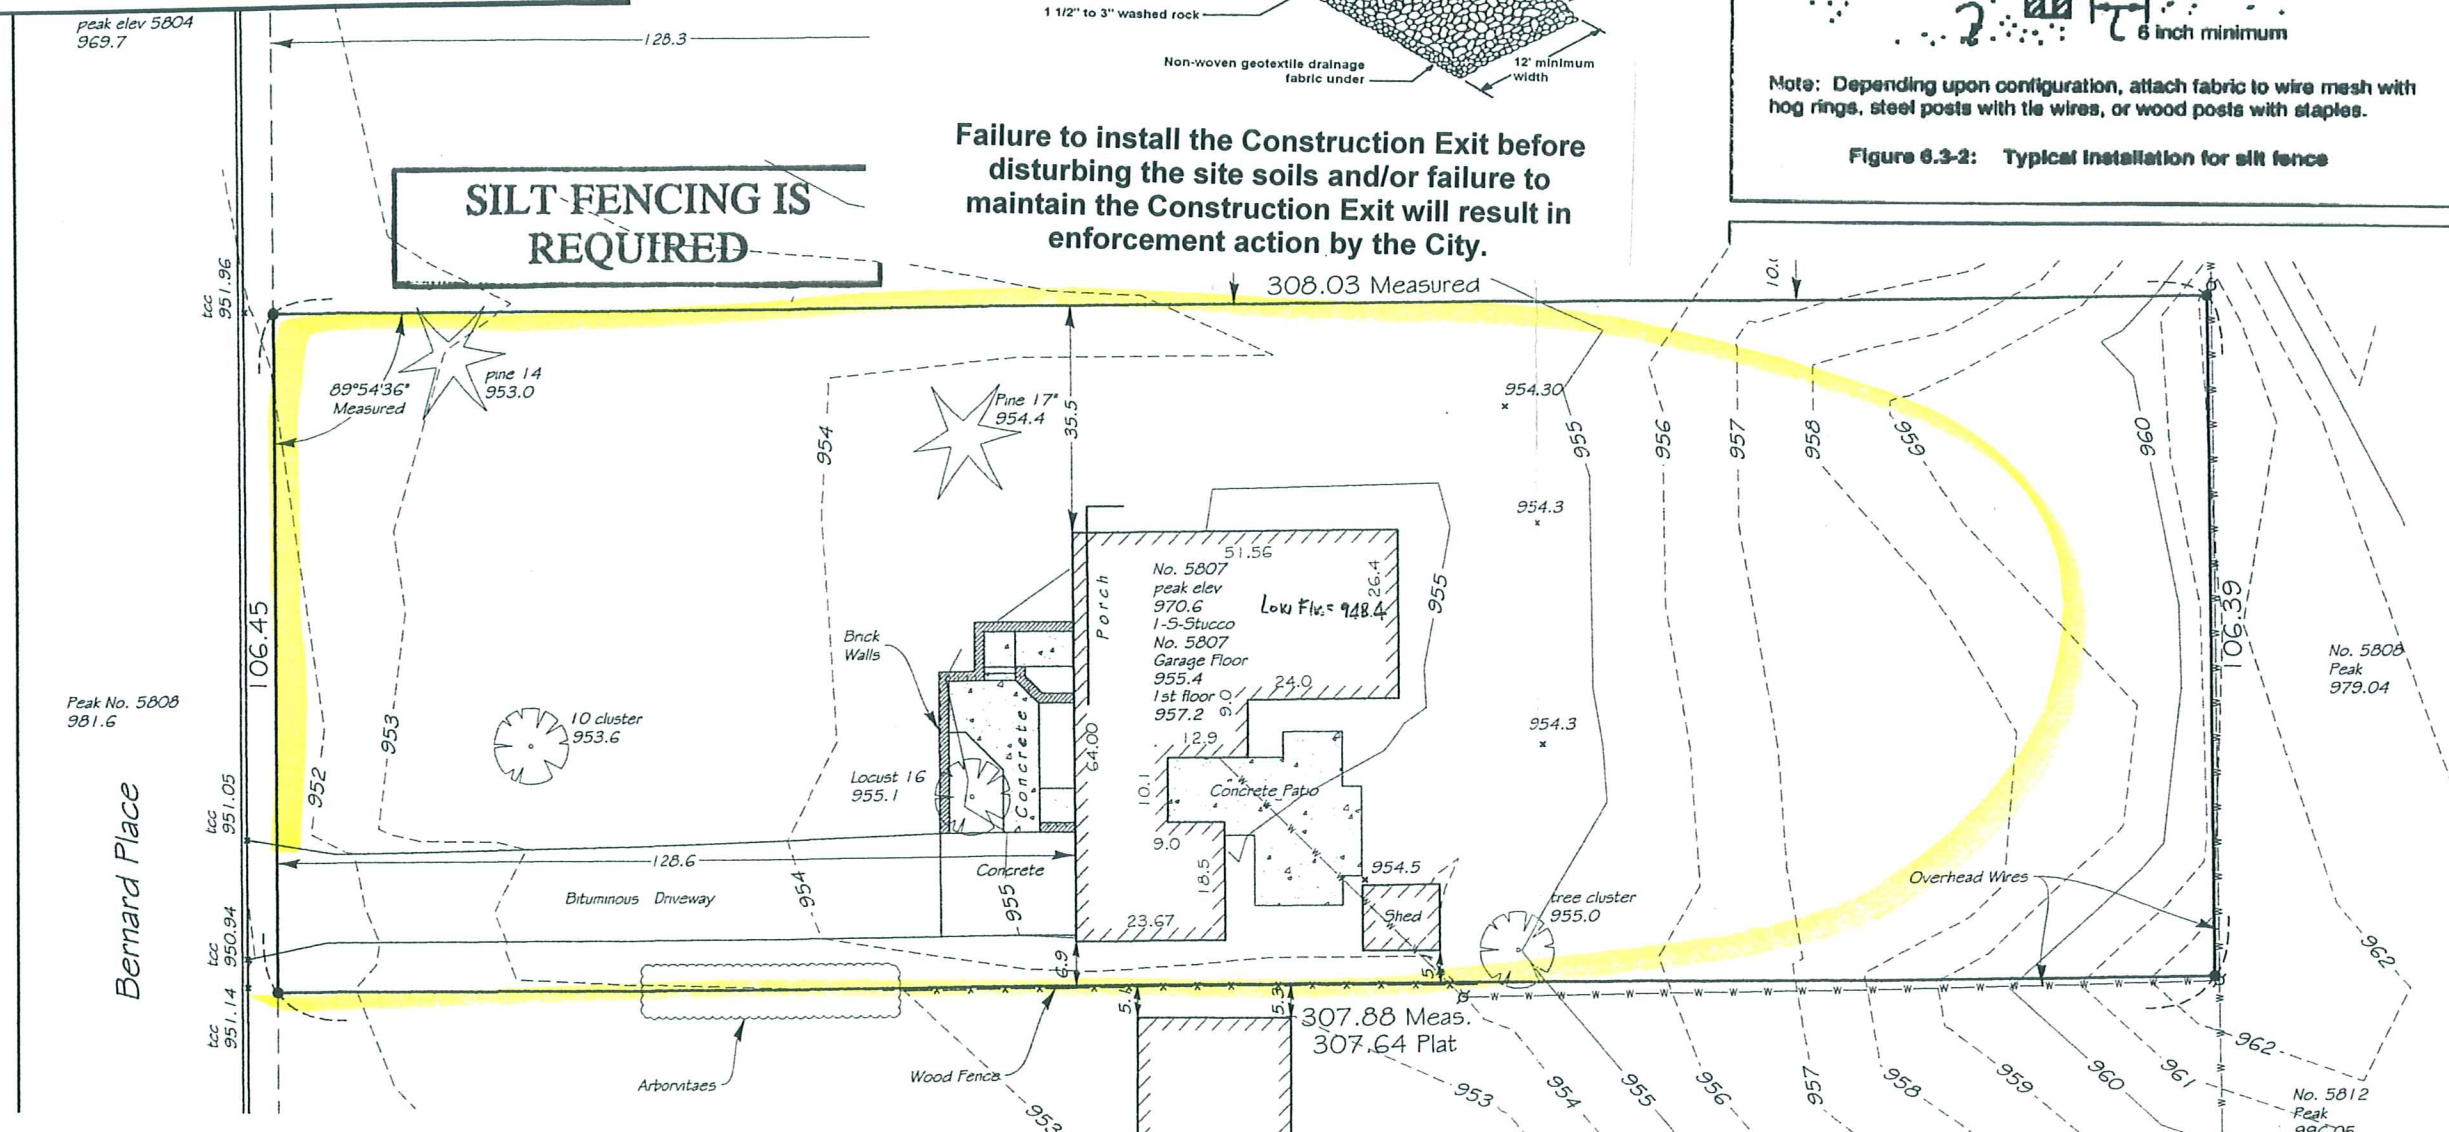 peak elev 5804
969.7
128.3
1 1/2" to 3" washed rock
Non-woven geotextile drainage
fabric under
12' minimum
width
6 inch minimum
Note: Depending upon configuration, attach fabric to wire mesh with
hog rings, steel posts with tie wires, or wood posts with staples.
Figure 6.3-2: Typical installation for silt fence
Failure to install the Construction Exit before
disturbing the site soils and/or failure to
maintain the Construction Exit will result in
enforcement action by the City.
SILT FENCING IS
REQUIRED
tcc
951.96
308.03 Measured
89°54'36"
Measured
pine 14
953.0
Pine 17"
954.4
35.5
954
954.30
955
956
957
958
959
960
954.3
51.56
26.4
Porch
No. 5807
peak elev
970.6
1-S-Stucco
No. 5807
Garage Floor
955.4
1st floor
957.2
Low Flr = 948.4
955
106.45
106.39
Brick
Walls
24.0
9.0
12.9
64.00
No. 5808
Peak
979.04
Peak No. 5808
981.6
952
953
10 cluster
953.6
Locust 16
955.1
Concrete
10.1
Concrete Patio
954.3
tcc
951.05
128.6
Concrete
9.0
18.5
954.5
Bituminous Driveway
954
955
23.67
Shed
tree cluster
955.0
Overhead Wires
Bernard Place
tcc
950.94
6.9
962
tcc
951.14
5.3
307.88 Meas.
307.64 Plat
Arborvitaes
Wood Fence
953
953
954
955
956
957
958
959
960
961
962
No. 5812
Peak